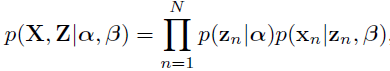 p(X, Z|α, β) = ∏_{n=1}^{N} p(z_n|α)p(x_n|z_n, β).